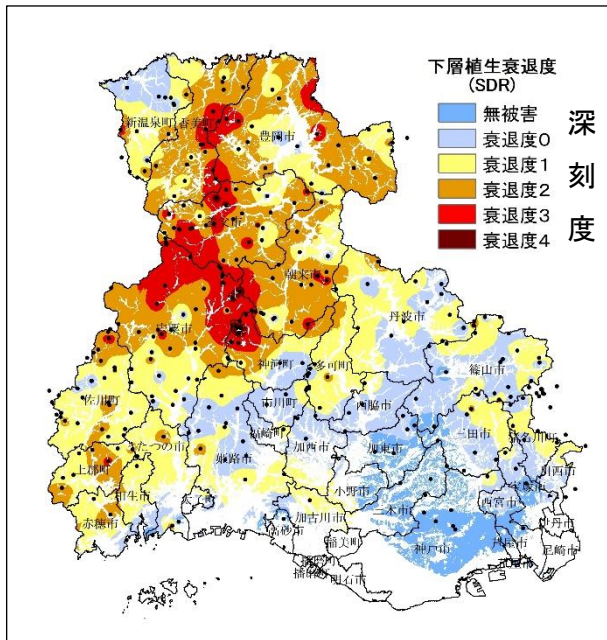 下層植生衰退度
(SDR)
無被害
衰退度0
衰退度1
衰退度2
衰退度3
衰退度4
深刻度
新温泉町
香美町
豊岡市
朝来市
丹波市
篠山市
神河町
多可町
佐用町
市川町
西脇市
福崎町
加西市
加東市
三田市
猪名川町
たつの市
姫路市
上郡町
相生市
赤穂市
太子町
小野市
三木市
川西市
宝塚市
西宮市
加古川市
高砂市
稲美町
神戸市
芦屋市
伊丹市
尼崎市
明石市